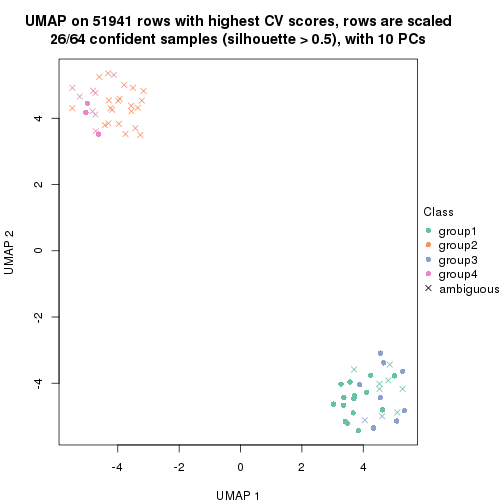 UMAP on 51941 rows with highest CV scores, rows are scaled
26/64 confident samples (silhouette > 0.5), with 10 PCs
4
2
0
-2
-4
UMAP 2
-4
-2
0
2
4
UMAP 1
Class
group1
group2
group3
group4
ambiguous